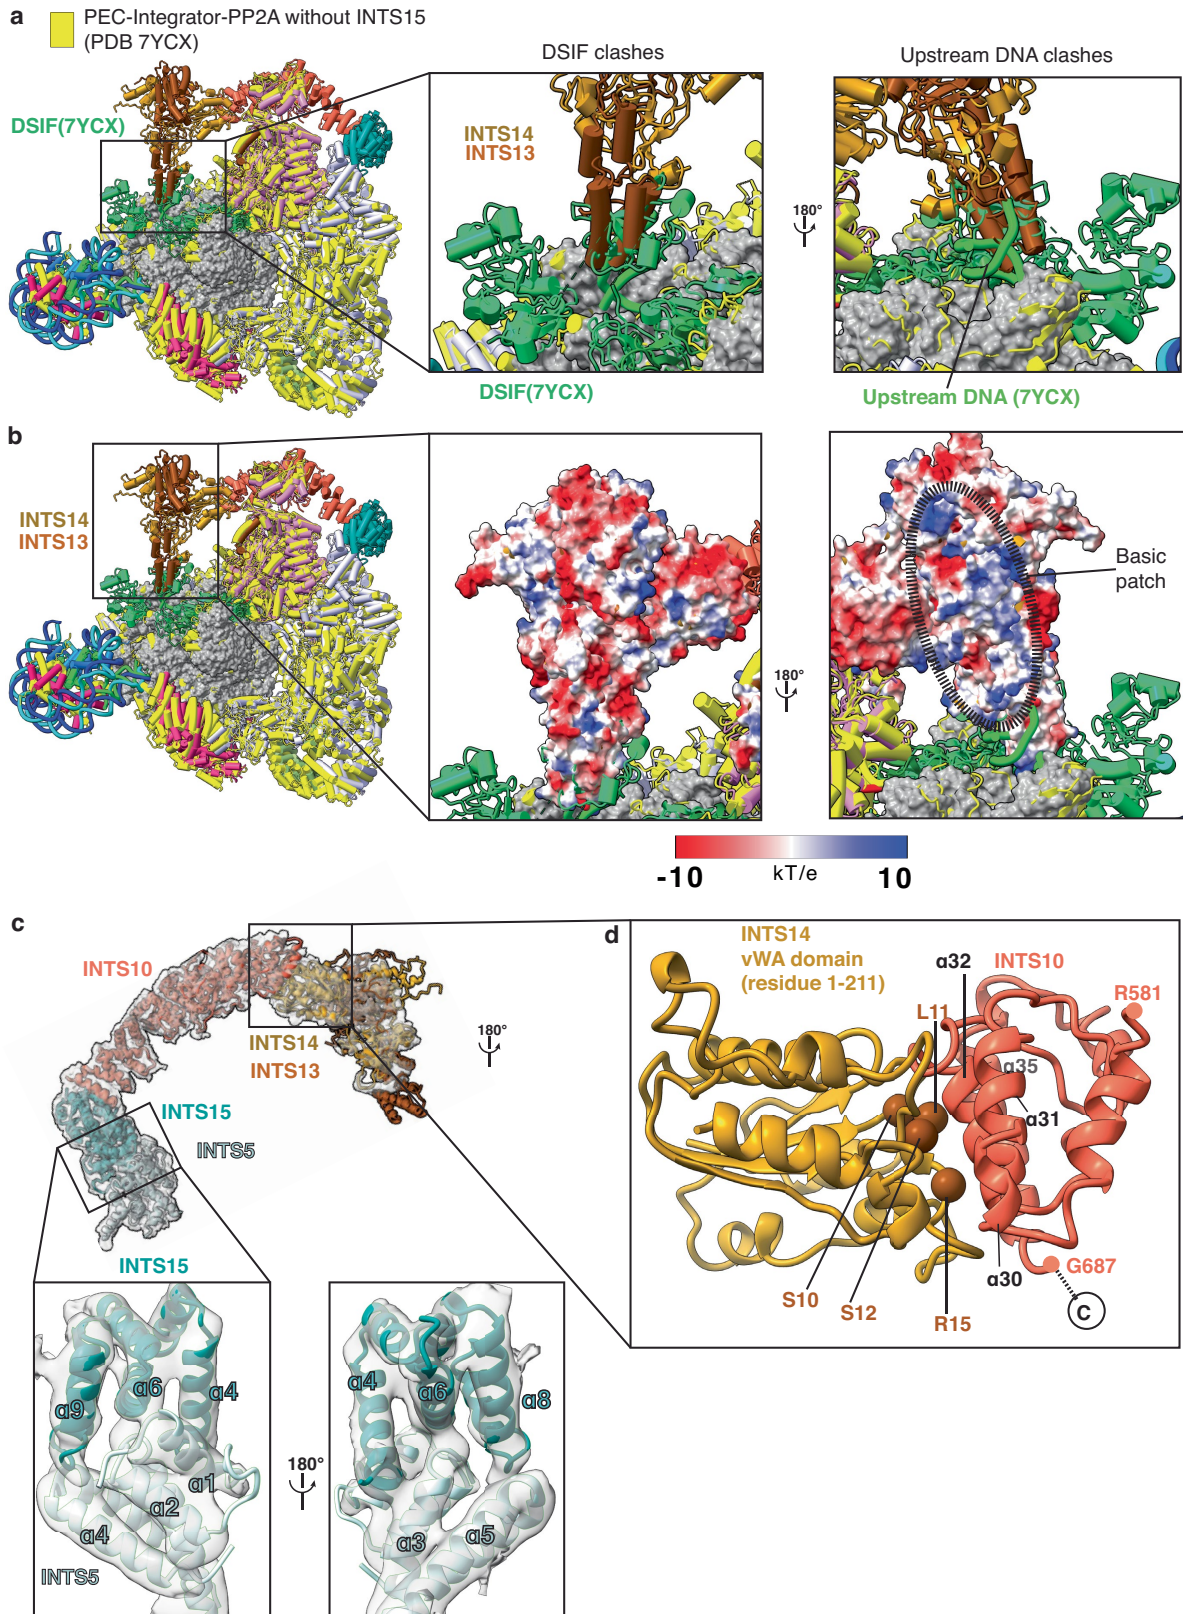 a
PEC-Integrator-PP2A without INTS15
(PDB 7YCX)
DSIF(7YCX)
DSIF clashes
INTS14
INTS13
DSIF(7YCX)
180°
Upstream DNA clashes
Upstream DNA (7YCX)
b
INTS14
INTS13
180°
Basic
patch
-10
kT/e
10
c
INTS10
INTS14
INTS13
INTS15
INTS5
180°
d
INTS14
vWA domain
(residue 1-211)
α32
INTS10
R581
L11
α35
α31
S10
S12
R15
α30
G687
C
INTS15
α9
α6
α4
α1
α2
α4
INTS5
180°
α4
α6
α8
α3
α5